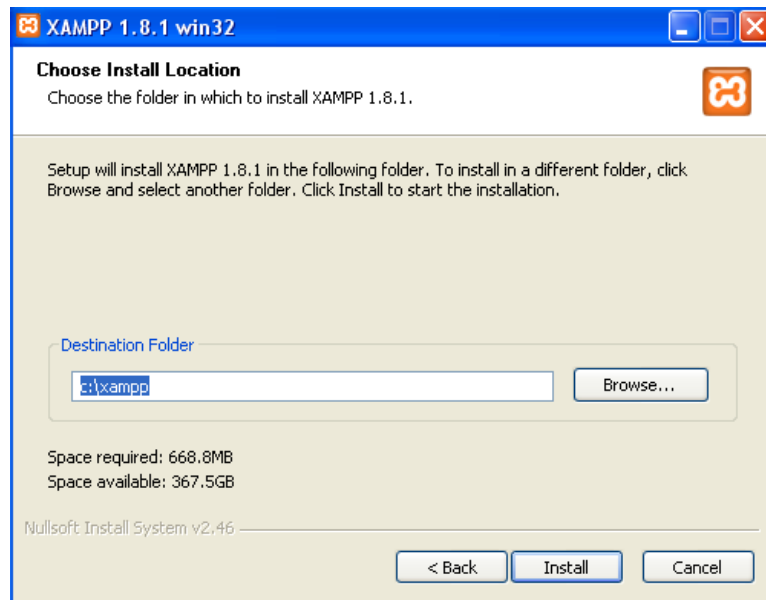 XAMPP 1.8.1 win32
Choose Install Location
Choose the folder in which to install XAMPP 1.8.1.
Setup will install XAMPP 1.8.1 in the following folder. To install in a different folder, click
Browse and select another folder. Click Install to start the installation.
Destination Folder
c:\xampp
Browse...
Space required: 668.8MB
Space available: 367.5GB
Nullsoft Install System v2.46
< Back
Install
Cancel